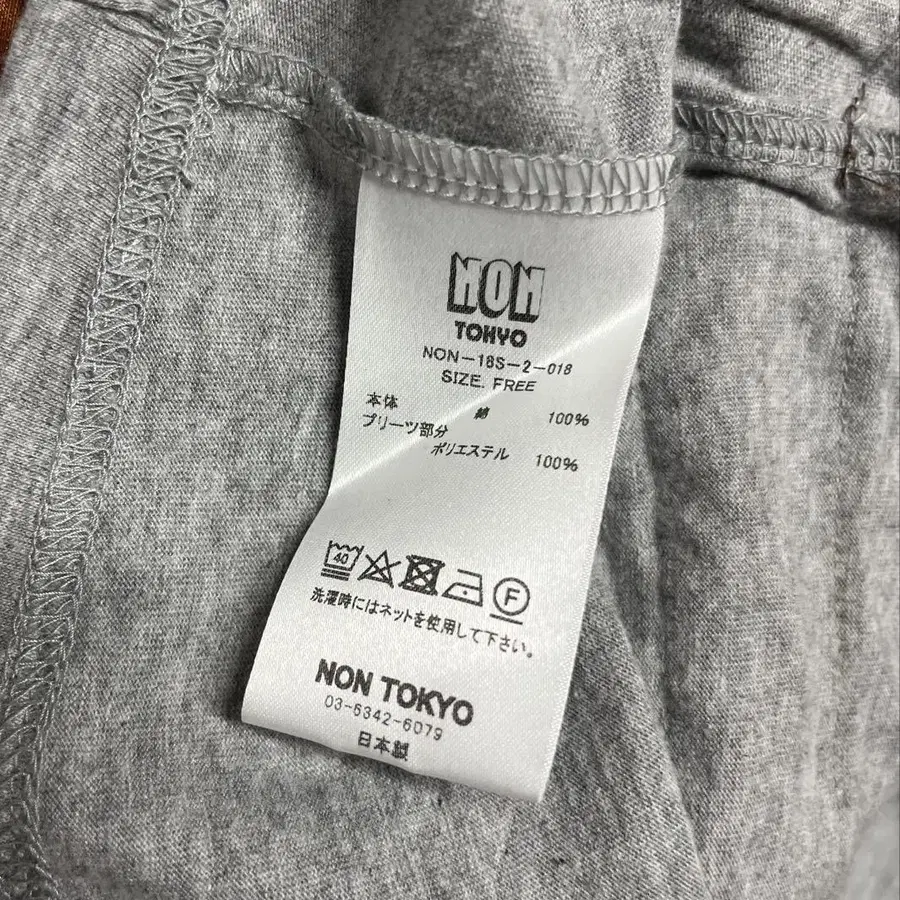 NON
TOKYO
NON-18S-2-018
SIZE. FREE
本体 綿 100%
プリーツ部分
ポリエステル 100%
40
F
洗濯時にはネットを使用して下さい。
NON TOKYO
03-6342-6079
日本製